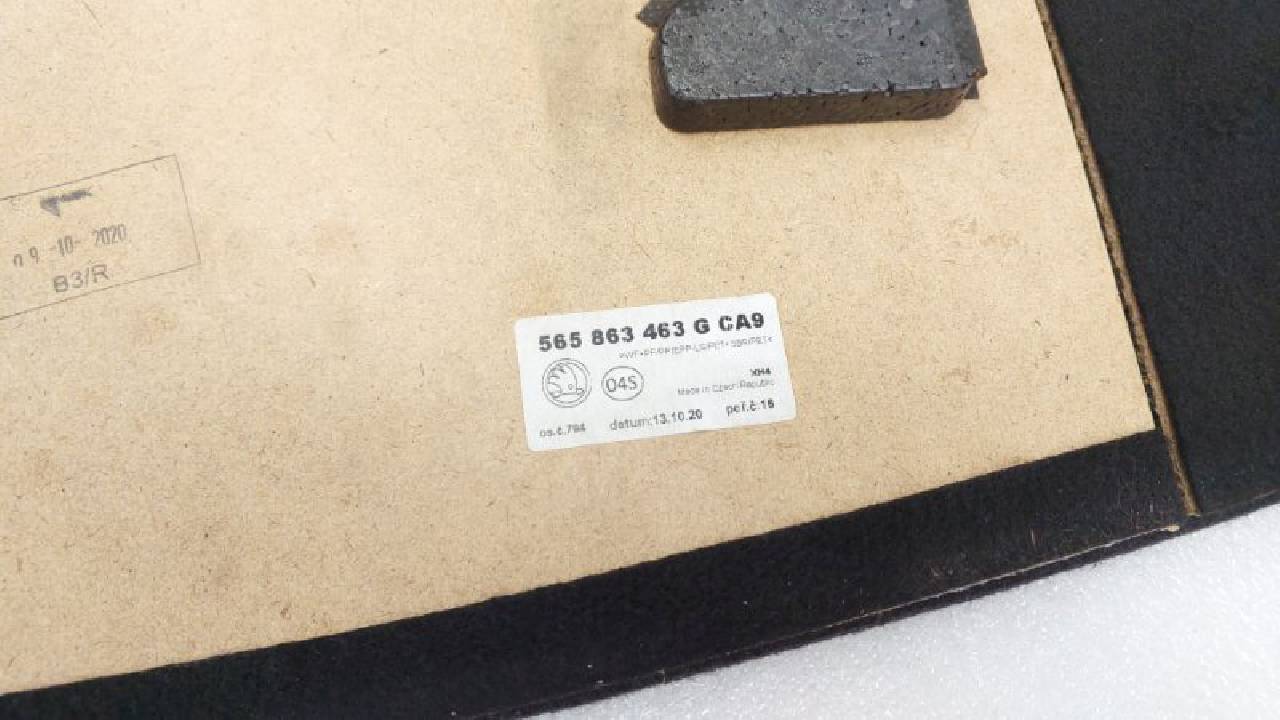 09-10-2020
B3/R
565 863 463 G CA9
04S
XH4
Made in Czech Republic
os.č.794 datum:13.10.20 peř.č.15